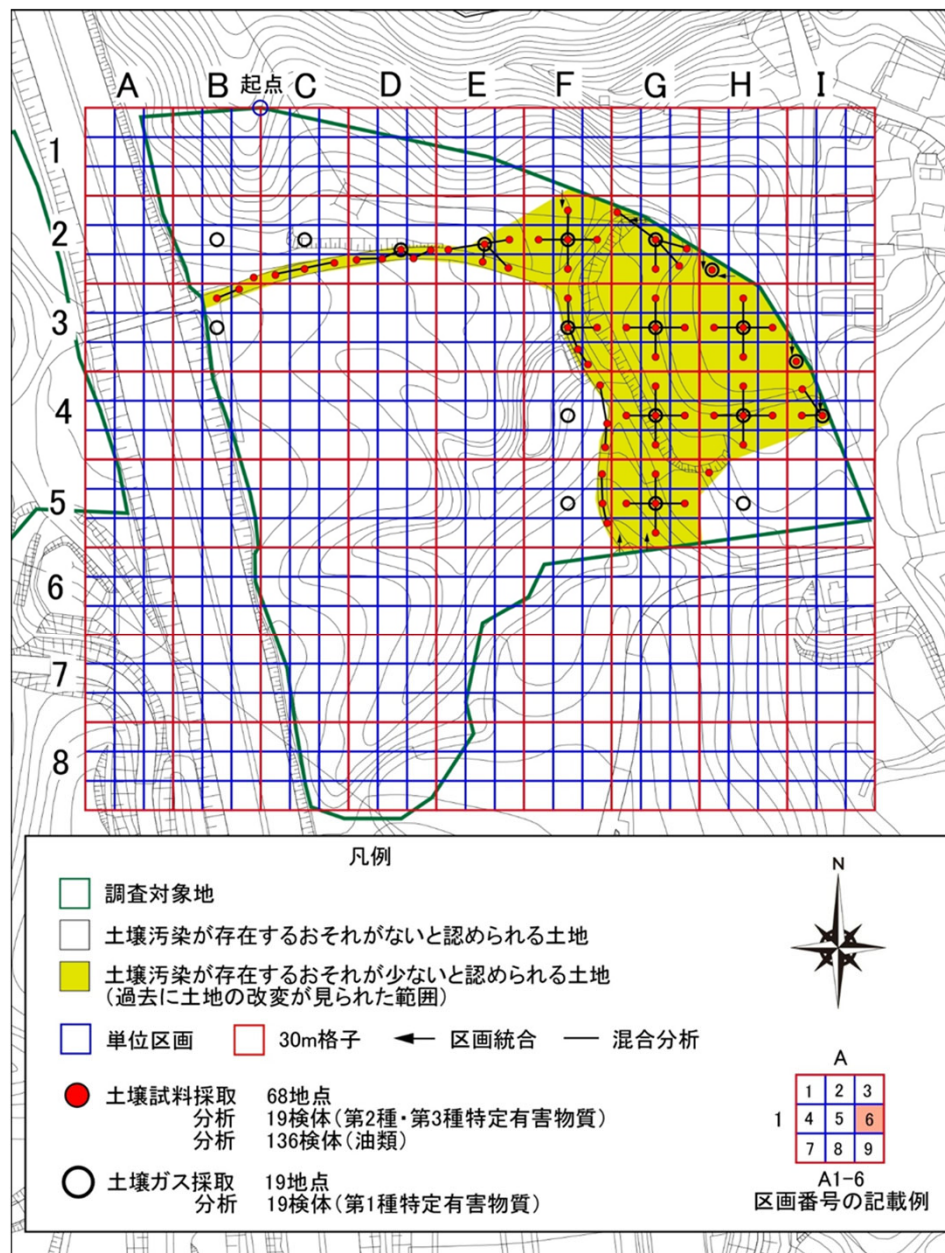 A B 起点 C D E F G H I
1
2
3
4
5
6
7
8
凡例
調査対象地
土壌汚染が存在するおそれがないと認められる土地
土壌汚染が存在するおそれが少ないと認められる土地
(過去に土地の改変が見られた範囲)
単位区画 30m格子 区画統合 混合分析
土壌試料採取 68地点
分析 19検体(第2種・第3種特定有害物質)
分析 136検体(油類)
土壌ガス採取 19地点
分析 19検体(第1種特定有害物質)
N
A
1 2 3
1 4 5 6
7 8 9
A1-6
区画番号の記載例